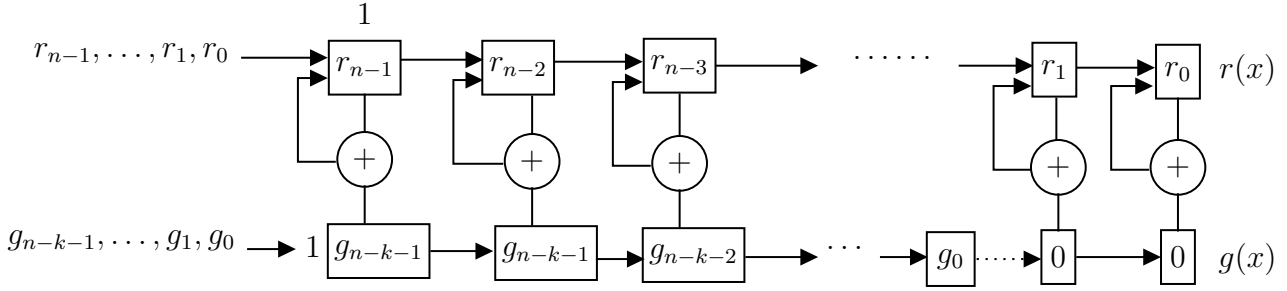 1
r_{n-1}, . . . , r_1, r_0 r_{n-1} r_{n-2} r_{n-3} . . . . . . r_1 r_0 r(x)
+ + + + +
g_{n-k-1}, . . . , g_1, g_0 1 g_{n-k-1} g_{n-k-1} g_{n-k-2} . . . g_0 0 0 g(x)